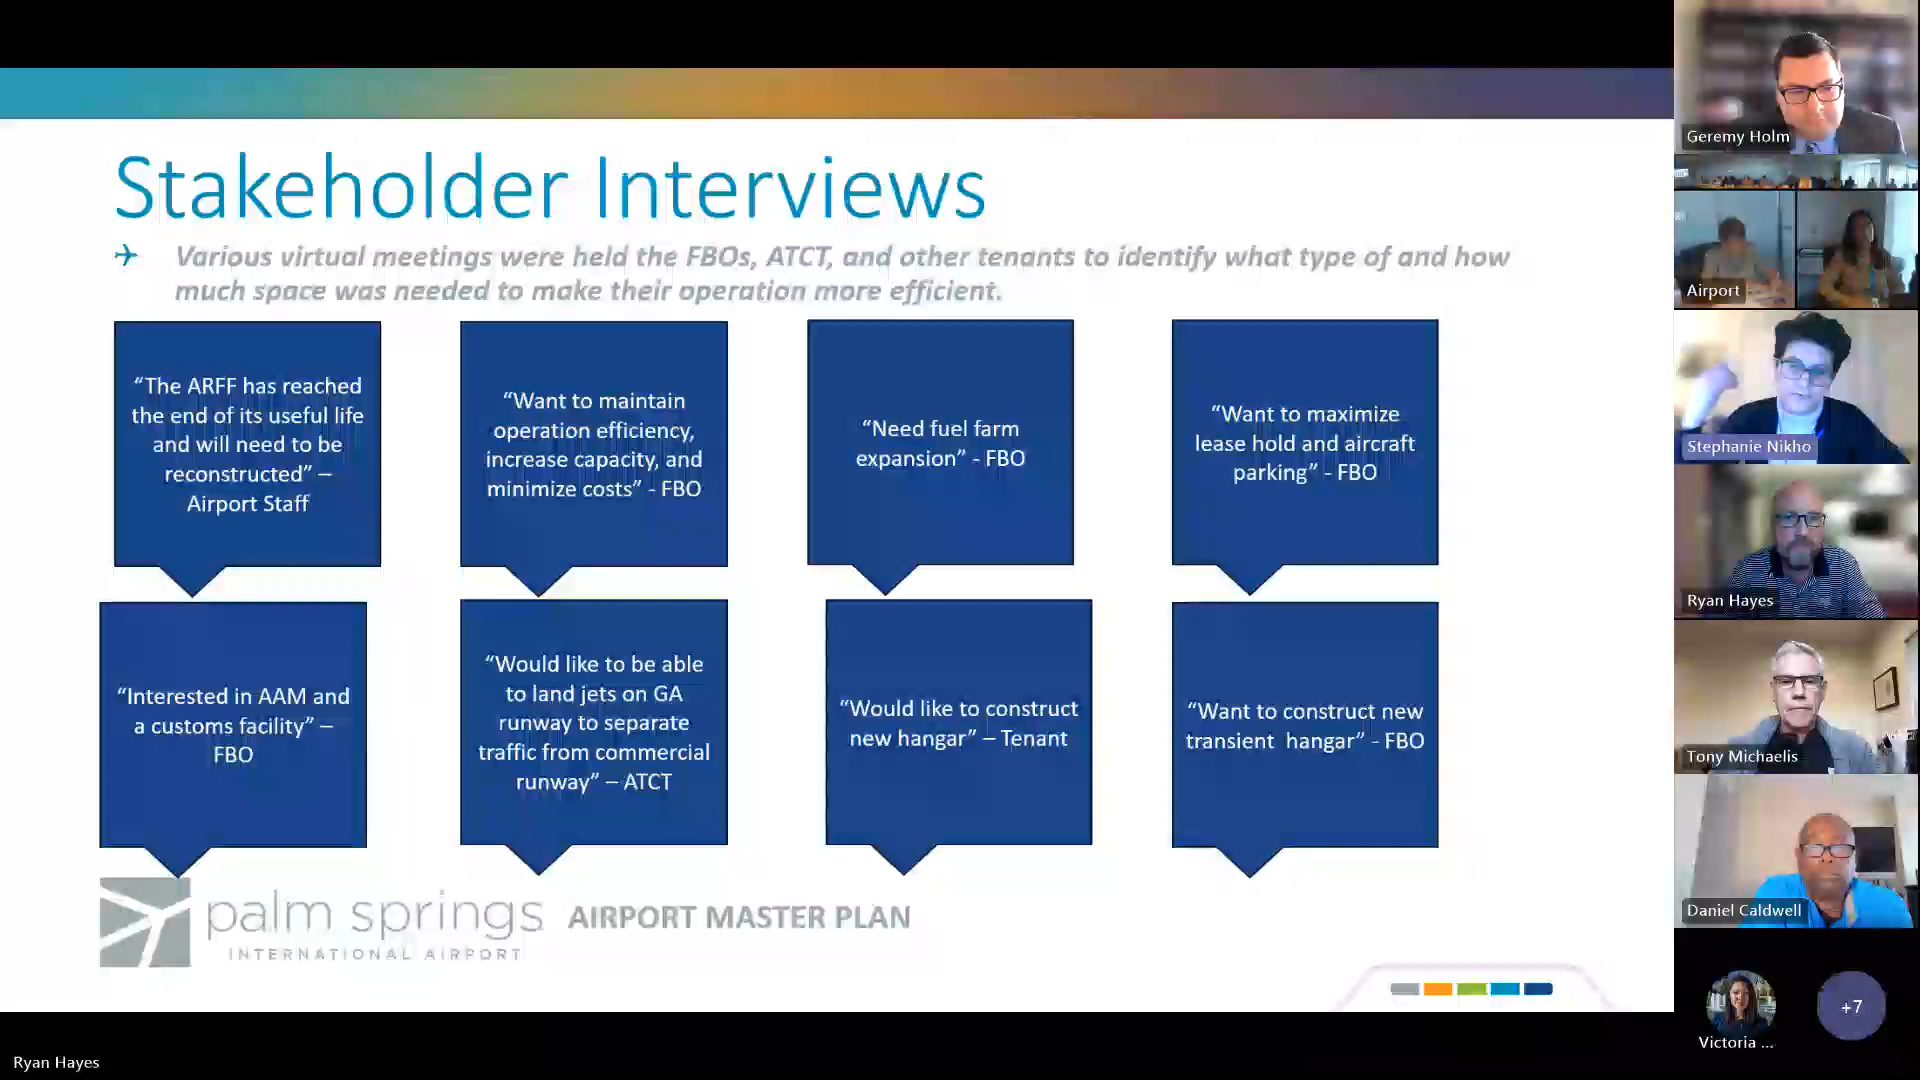 Stakeholder Interviews
Various virtual meetings were held the FBOs, ATCT, and other tenants to identify what type of and how
much space was needed to make their operation more efficient.
“The ARFF has reached
the end of its useful life
and will need to be
reconstructed” –
Airport Staff
“Want to maintain
operation efficiency,
increase capacity, and
minimize costs” - FBO
“Need fuel farm
expansion” - FBO
“Want to maximize
lease hold and aircraft
parking” - FBO
“Interested in AAM and
a customs facility” –
FBO
“Would like to be able
to land jets on GA
runway to separate
traffic from commercial
runway” – ATCT
“Would like to construct
new hangar” – Tenant
“Want to construct new
transient hangar” - FBO
palm springs
INTERNATIONAL AIRPORT
AIRPORT MASTER PLAN
Geremy Holm
Airport
Stephanie Nikho
Ryan Hayes
Tony Michaelis
Daniel Caldwell
Victoria ...
+7
Ryan Hayes